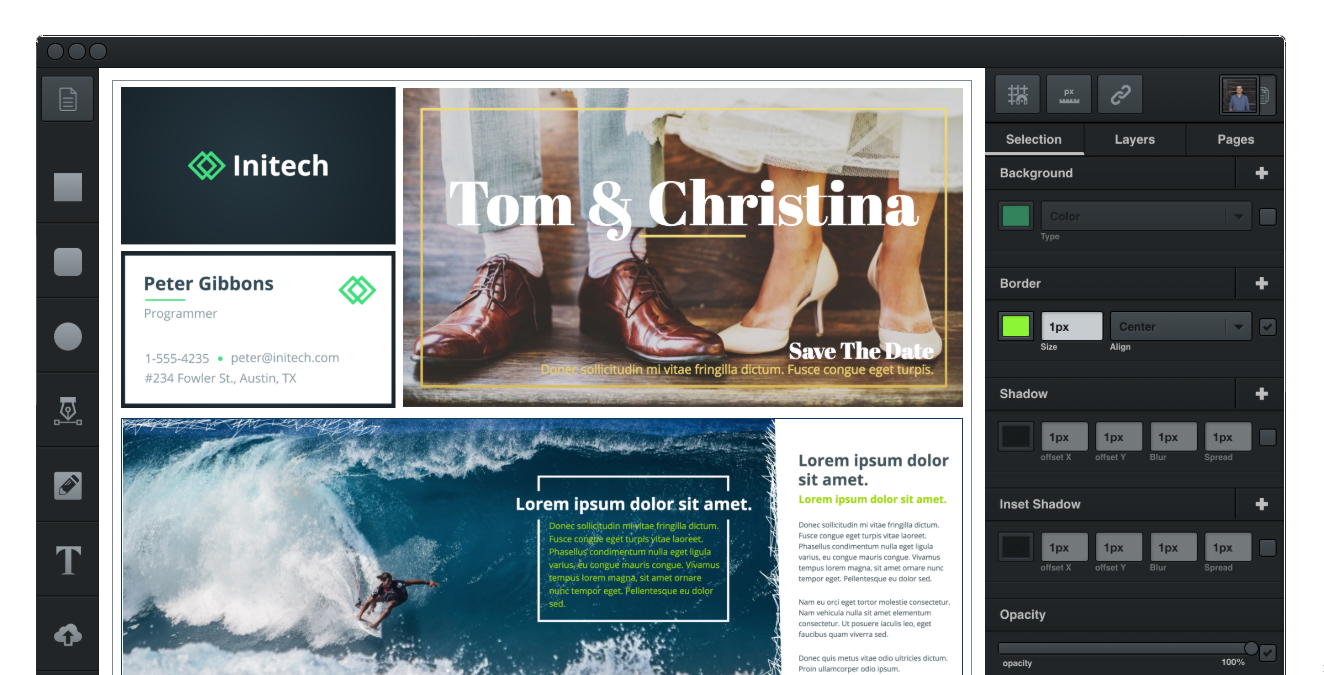 Initech
Peter Gibbons
Programmer
1-555-4235 • peter@initech.com
#234 Fowler St., Austin, TX
Tom & Christina
Save The Date
Donec sollicitudin mi vitae fringilla dictum. Fusce congue eget turpis.
Lorem ipsum dolor sit amet.
Donec sollicitudin mi vitae fringilla dictum.
Fusce congue eget turpis vitae laoreet.
Phasellus condimentum nulla eget ligula
varius, eu congue mauris congue. Vivamus
tempus lorem magna, sit amet ornare
nunc tempor eget. Pellentesque eu dolor
sed.
Lorem ipsum dolor
sit amet.
Lorem ipsum dolor sit amet.
Donec sollicitudin mi vitae fringilla dictum.
Fusce congue eget turpis vitae laoreet.
Phasellus condimentum nulla eget ligula
varius, eu congue mauris congue. Vivamus
tempus lorem magna, sit amet ornare nunc
tempor eget. Pellentesque eu dolor sed.
Nam eu orci eget tortor molestie consectetur.
Nam vehicula nulla sit amet elementum
consectetur. Ut posuere iaculis leo, eget
faucibus quam viverra sed.
Donec quis metus vitae odio ultricies dictum.
Proin ullamcorper odio ipsum.
px
Selection Layers Pages
Background
Color
Type
Border
1px Center
Size Align
Shadow
1px 1px 1px 1px
offset X offset Y Blur Spread
Inset Shadow
1px 1px 1px 1px
offset X offset Y Blur Spread
Opacity
opacity 100%